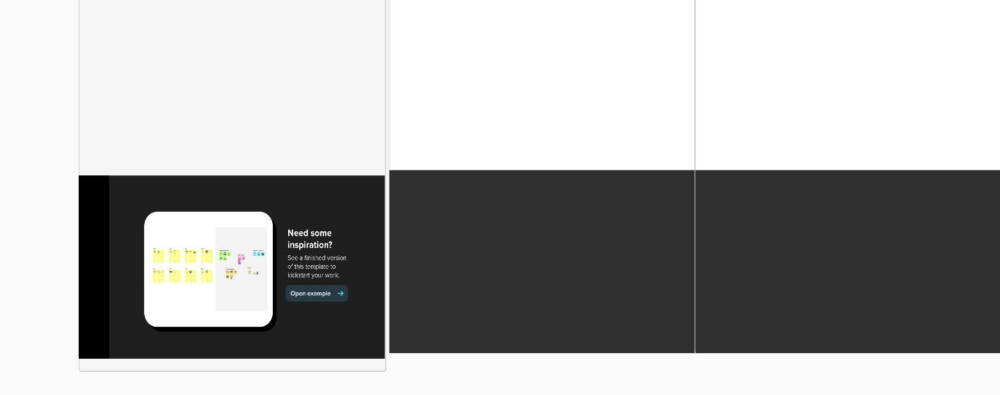 Need some
inspiration?
See a finished version
of this template to
kickstart your work.
Open example